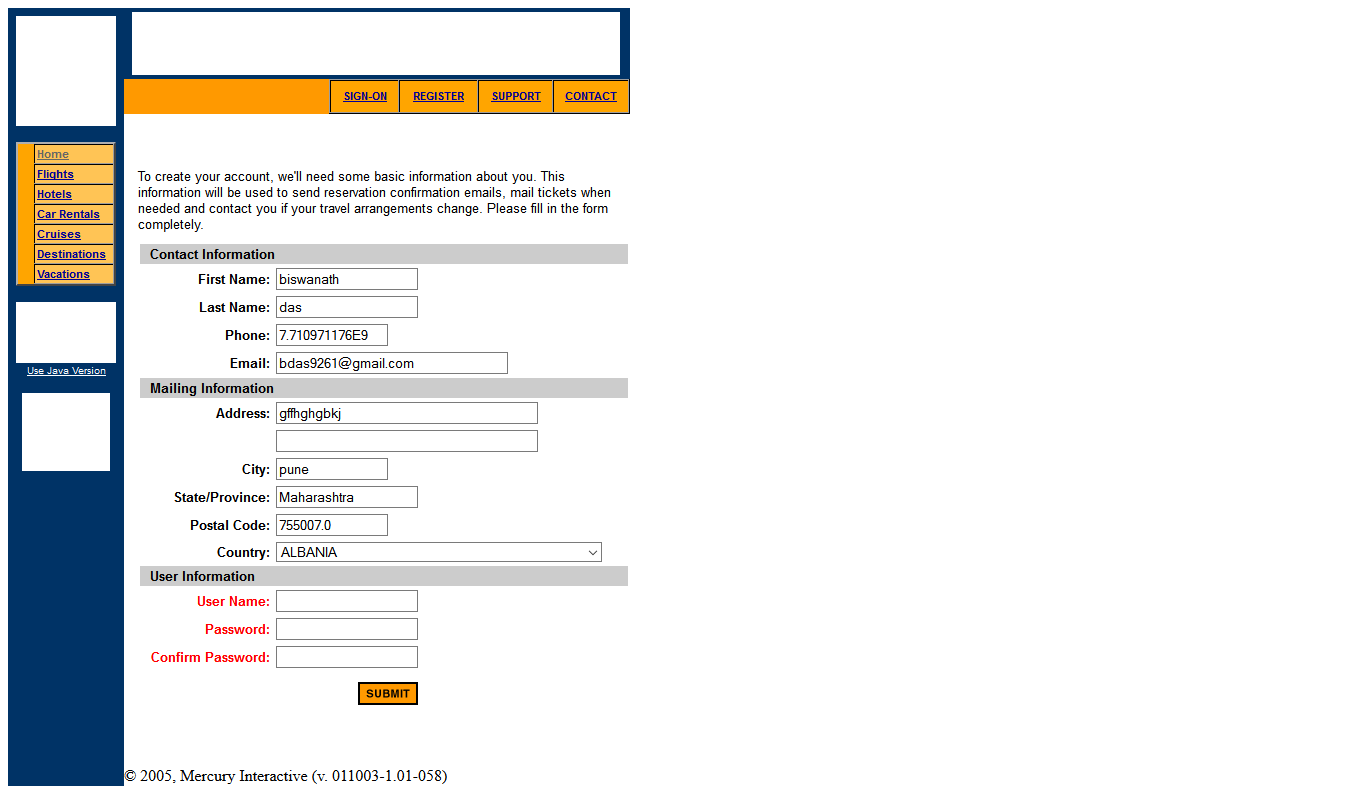 SIGN-ON REGISTER SUPPORT CONTACT
Home
Flights
Hotels
Car Rentals
Cruises
Destinations
Vacations
Use Java Version
To create your account, we'll need some basic information about you. This
information will be used to send reservation confirmation emails, mail tickets when
needed and contact you if your travel arrangements change. Please fill in the form
completely.
Contact Information
First Name: biswanath
Last Name: das
Phone: 7.710971176E9
Email: bdas9261@gmail.com
Mailing Information
Address: gffhghgbkj
City: pune
State/Province: Maharashtra
Postal Code: 755007.0
Country: ALBANIA
User Information
User Name:
Password:
Confirm Password:
SUBMIT
© 2005, Mercury Interactive (v. 011003-1.01-058)